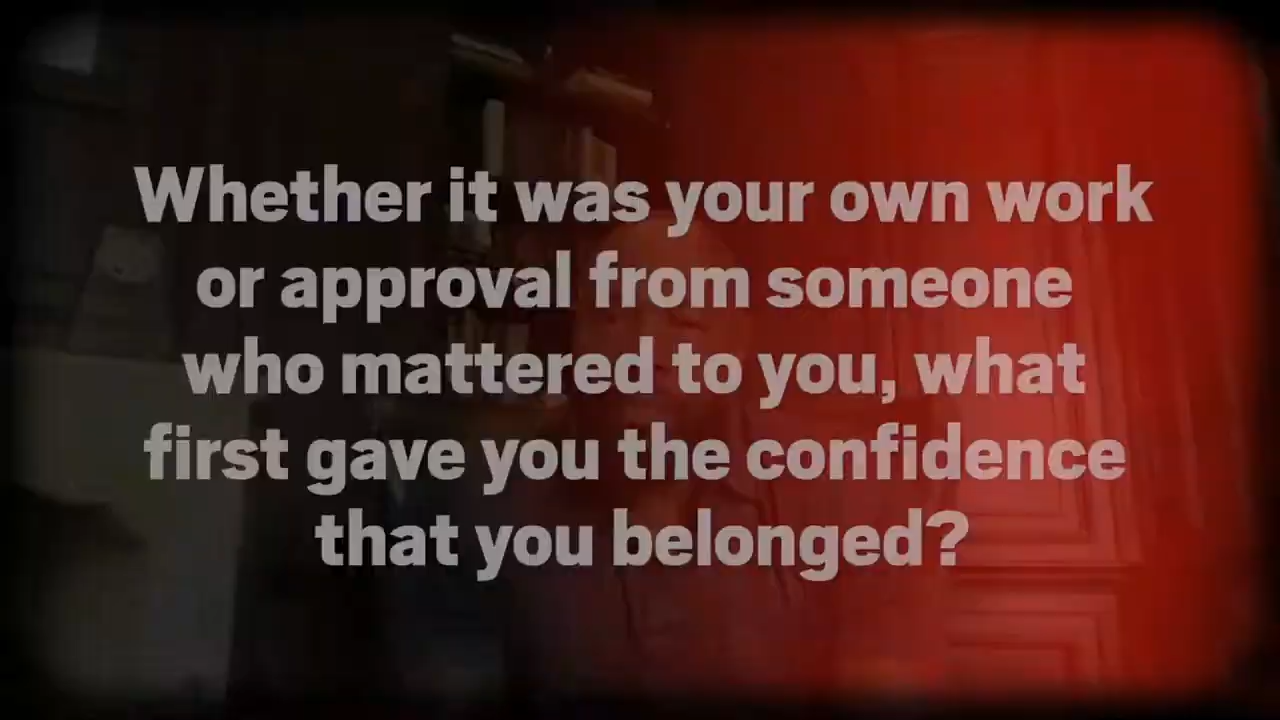 Whether it was your own work
or approval from someone
who mattered to you, what
first gave you the confidence
that you belonged?